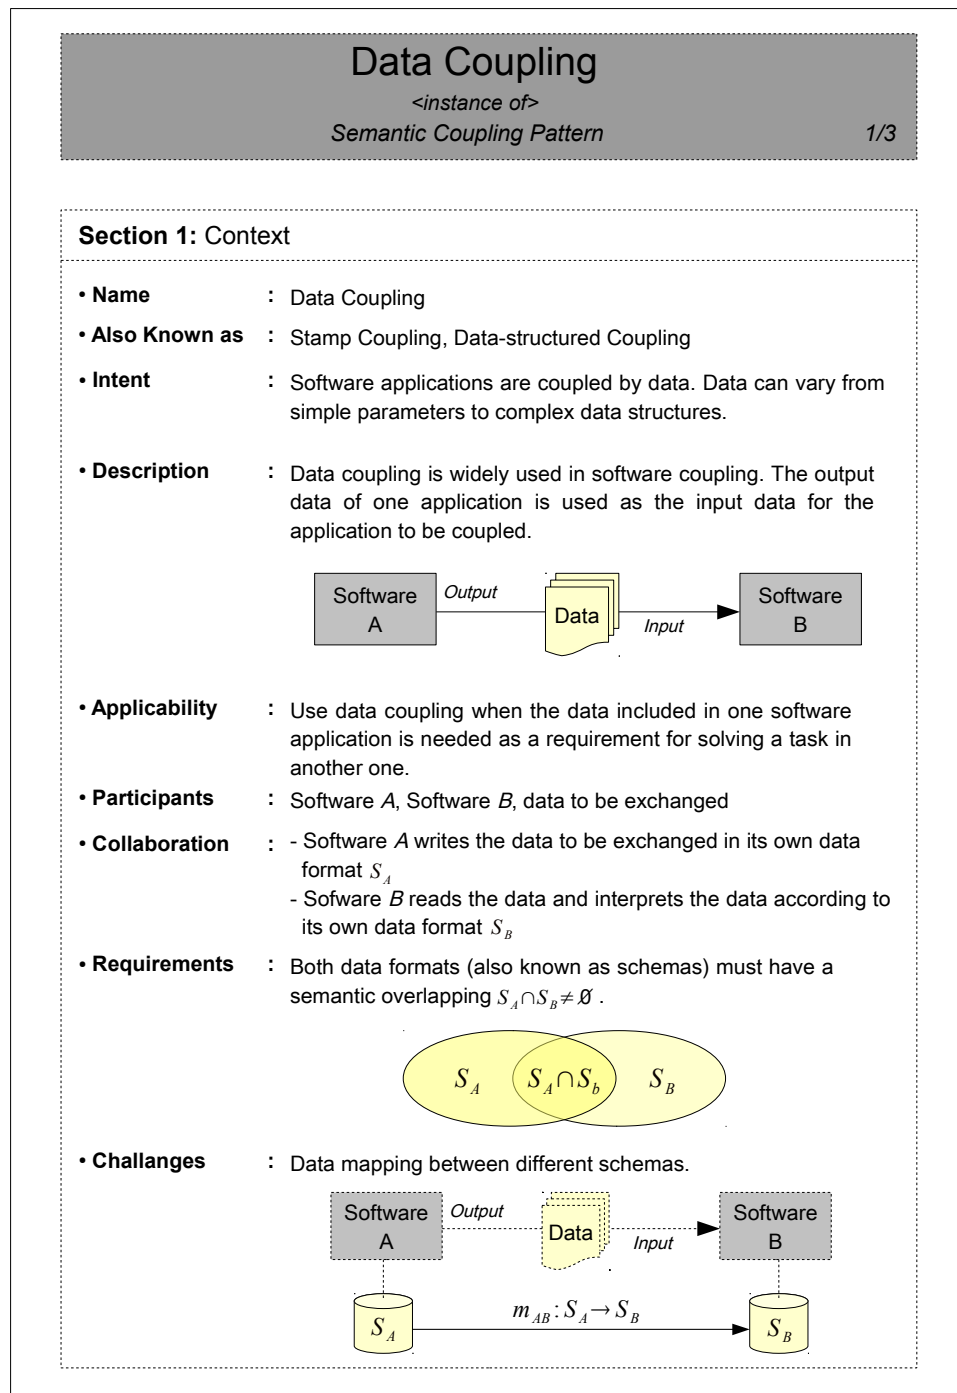 Data Coupling
<instance of>
Semantic Coupling Pattern 1/3
Section 1: Context
• Name : Data Coupling
• Also Known as : Stamp Coupling, Data-structured Coupling
• Intent : Software applications are coupled by data. Data can vary from
simple parameters to complex data structures.
• Description : Data coupling is widely used in software coupling. The output
data of one application is used as the input data for the
application to be coupled.
Software A
Output
Data
Input
Software B
• Applicability : Use data coupling when the data included in one software
application is needed as a requirement for solving a task in
another one.
• Participants : Software A, Software B, data to be exchanged
• Collaboration : - Software A writes the data to be exchanged in its own data
format S_A
- Sofware B reads the data and interprets the data according to
its own data format S_B
• Requirements : Both data formats (also known as schemas) must have a
semantic overlapping S_A∩S_B≠∅ .
S_A S_A∩S_b S_B
• Challanges : Data mapping between different schemas.
Software A
Output
Data
Input
Software B
S_A
m_AB : S_A→S_B
S_B